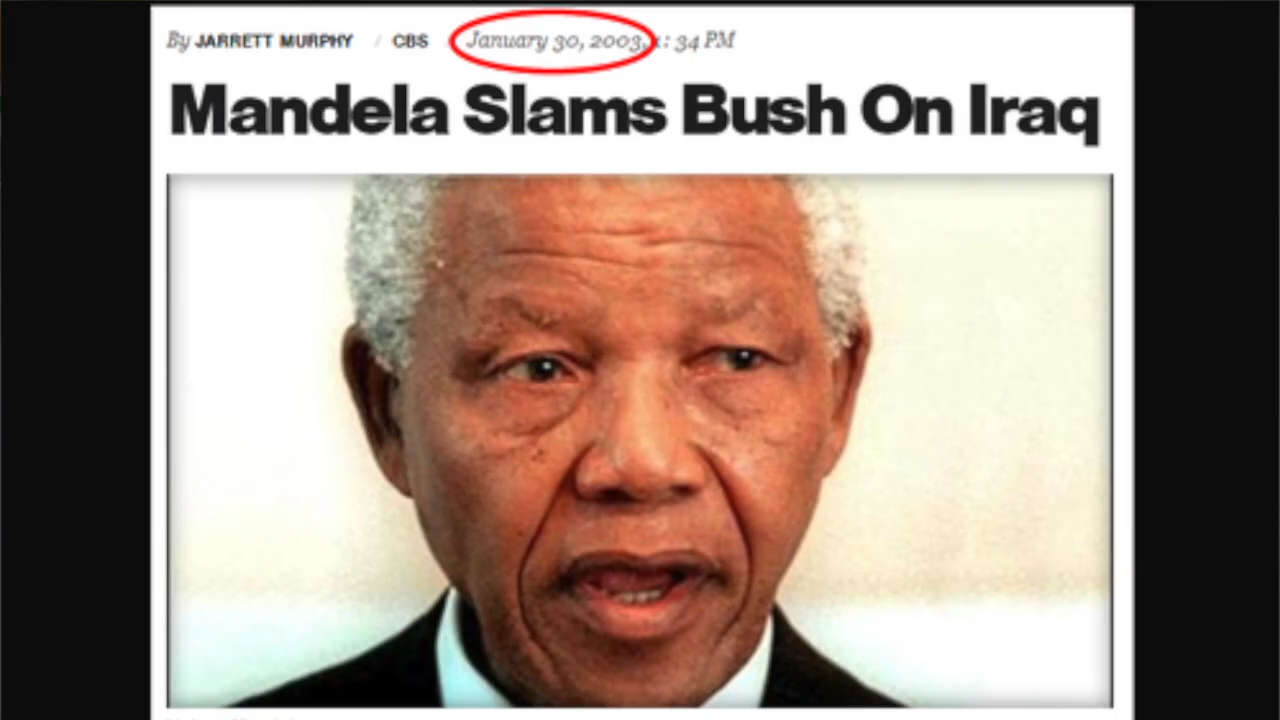 By JARRETT MURPHY / CBS / January 30, 2003, : 34 PM
Mandela Slams Bush On Iraq